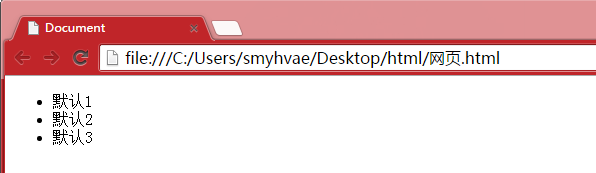 Document
file:///C:/Users/smyhvae/Desktop/html/网页.html
默认1
默认2
默认3